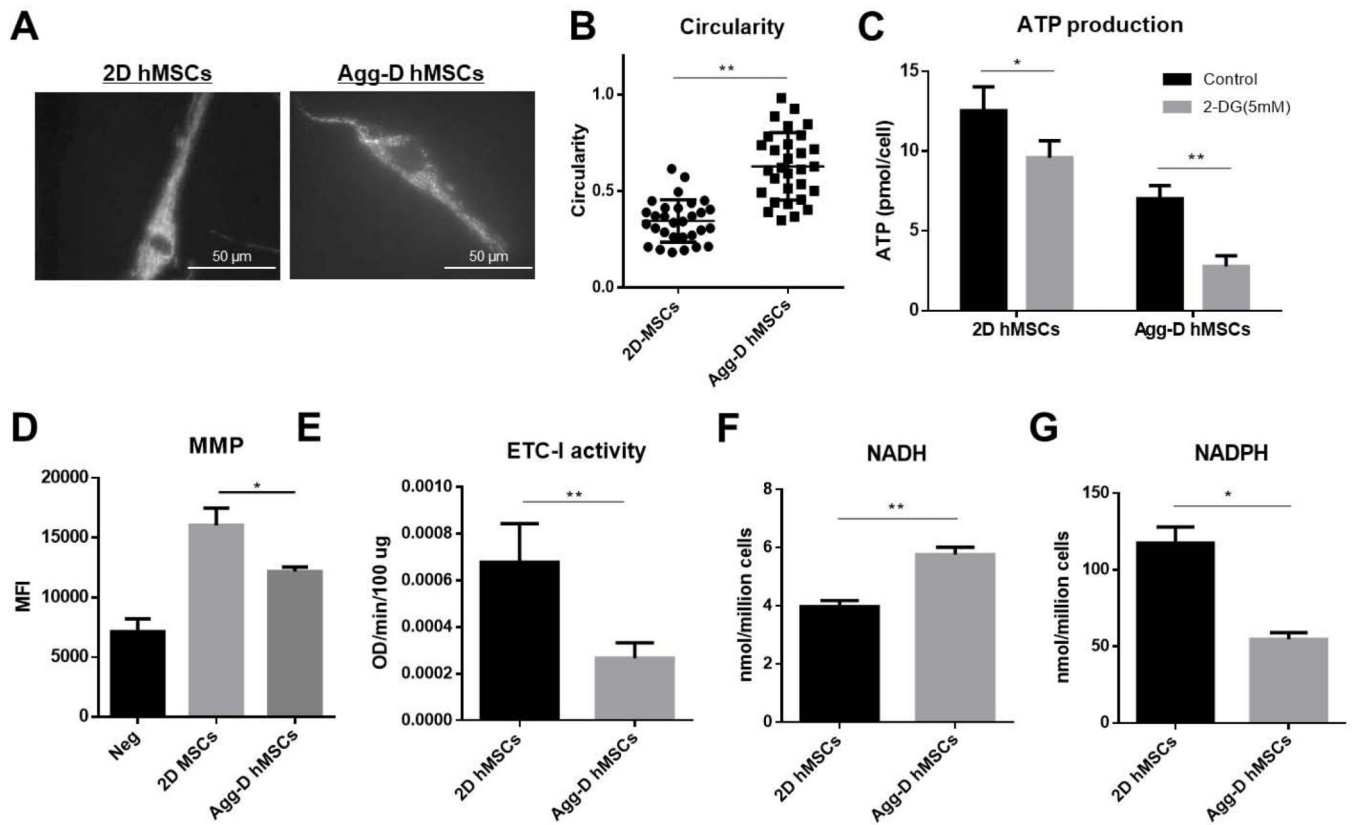 A
2D hMSCs
Agg-D hMSCs
50 µm
50 µm
B
Circularity
**
1.0
0.5
0.0
Circularity
2D-MSCs
Agg-D hMSCs
C
ATP production
*
**
Control
2-DG(5mM)
15
10
5
0
ATP (pmol/cell)
2D hMSCs
Agg-D hMSCs
D
MMP
*
20000
15000
10000
5000
0
MFI
Neg
2D MSCs
Agg-D hMSCs
E
ETC-I activity
**
0.0010
0.0008
0.0006
0.0004
0.0002
0.0000
OD/min/100 ug
2D hMSCs
Agg-D hMSCs
F
NADH
**
8
6
4
2
0
nmol/million cells
2D hMSCs
Agg-D hMSCs
G
NADPH
*
150
100
50
0
nmol/million cells
2D hMSCs
Agg-D hMSCs